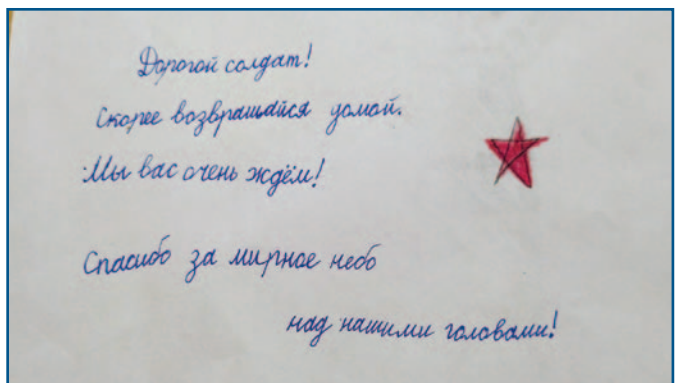 Дорогой солдат!
Скорее возвращайся домой.
Мы вас очень ждём!
Спасибо за мирное небо
над нашими головами!